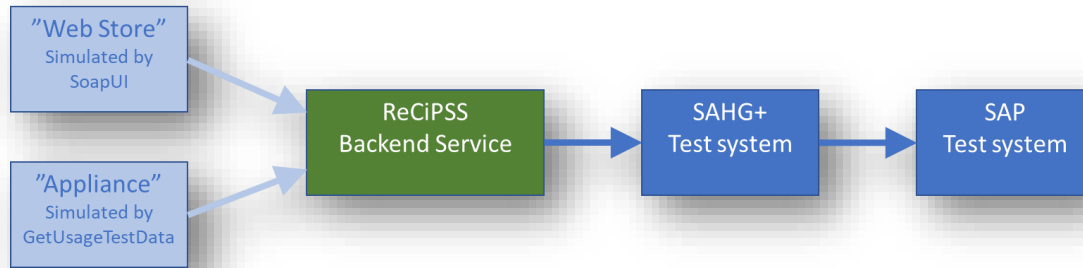 ”Web Store”
Simulated by
SoapUI
ReCiPSS
Backend Service
SAHG+
Test system
SAP
Test system
”Appliance”
Simulated by
GetUsageTestData